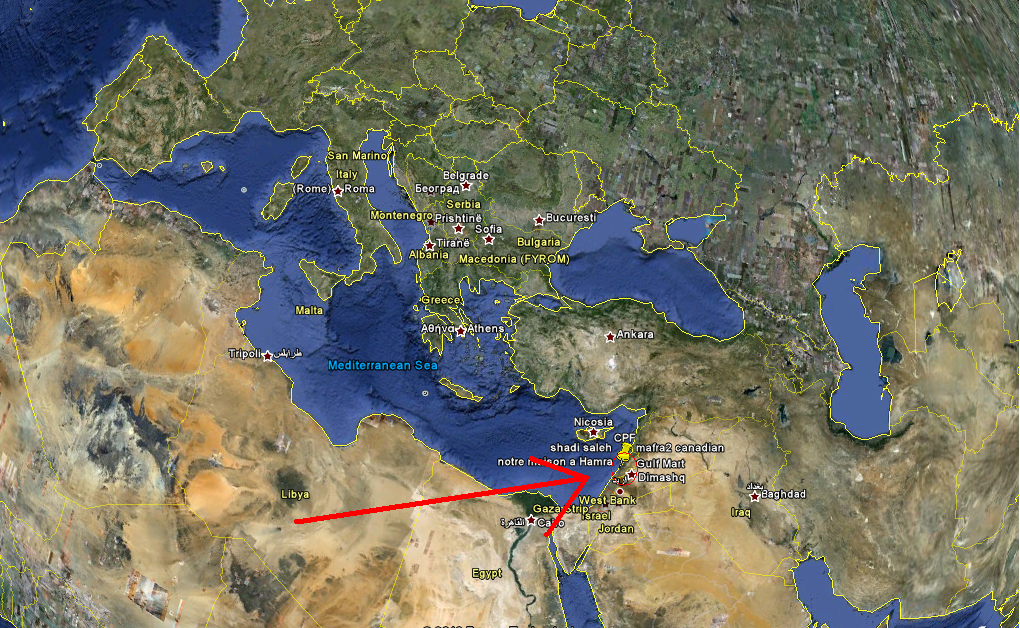 San Marino
Italy
(Rome) Roma
Belgrade
Београд
Serbia
Montenegro
Prishtinë
Sofia
Bucuresti
Tiranë
Albania
Bulgaria
Macedonia (FYROM)
Greece
Malta
Αθήνα Athens
Ankara
Tripoli طرابلس
Mediterranean Sea
Nicosia
CPF
shadi saleh
mafra2 canadian
notre maison a Hamra
Gulf Mart
Dimashq
بغداد
Baghdad
Libya
West Bank
Gaza Strip
Israel
Iraq
القاهرة Cairo
Jordan
Egypt